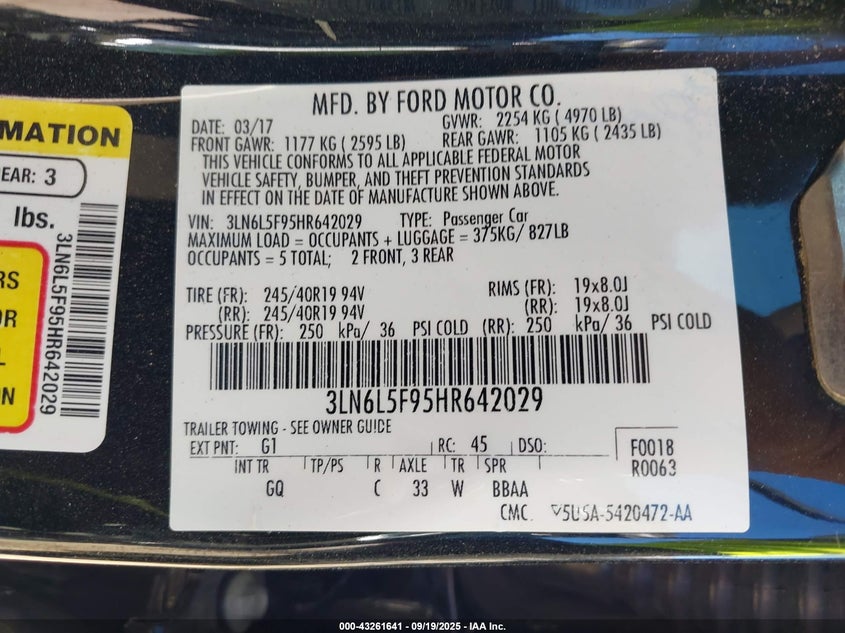 MATION
EAR: 3
lbs.
RS
OR
L
ON
3LN6L5F95HR642029
MFD. BY FORD MOTOR CO.
DATE: 03/17 GVWR: 2254 KG ( 4970 LB)
FRONT GAWR: 1177 KG ( 2595 LB) REAR GAWR: 1105 KG ( 2435 LB)
THIS VEHICLE CONFORMS TO ALL APPLICABLE FEDERAL MOTOR
VEHICLE SAFETY, BUMPER, AND THEFT PREVENTION STANDARDS
IN EFFECT ON THE DATE OF MANUFACTURE SHOWN ABOVE.
VIN: 3LN6L5F95HR642029 TYPE: Passenger Car
MAXIMUM LOAD = OCCUPANTS + LUGGAGE = 375KG/ 827LB
OCCUPANTS = 5 TOTAL; 2 FRONT, 3 REAR
TIRE (FR): 245/40R19 94V RIMS (FR): 19x8.0J
(RR): 245/40R19 94V (RR): 19x8.0J
PRESSURE (FR): 250 kPa/ 36 PSI COLD (RR): 250 kPa/ 36 PSI COLD
3LN6L5F95HR642029
TRAILER TOWING - SEE OWNER GUIDE
EXT PNT: G1 RC: 45 DSO: F0018
R0063
INT TR TP/PS R AXLE TR SPR
GQ C 33 W BBAA
CMC 5U5A-5420472-AA
000-43261641 - 09/19/2025 - IAA Inc.